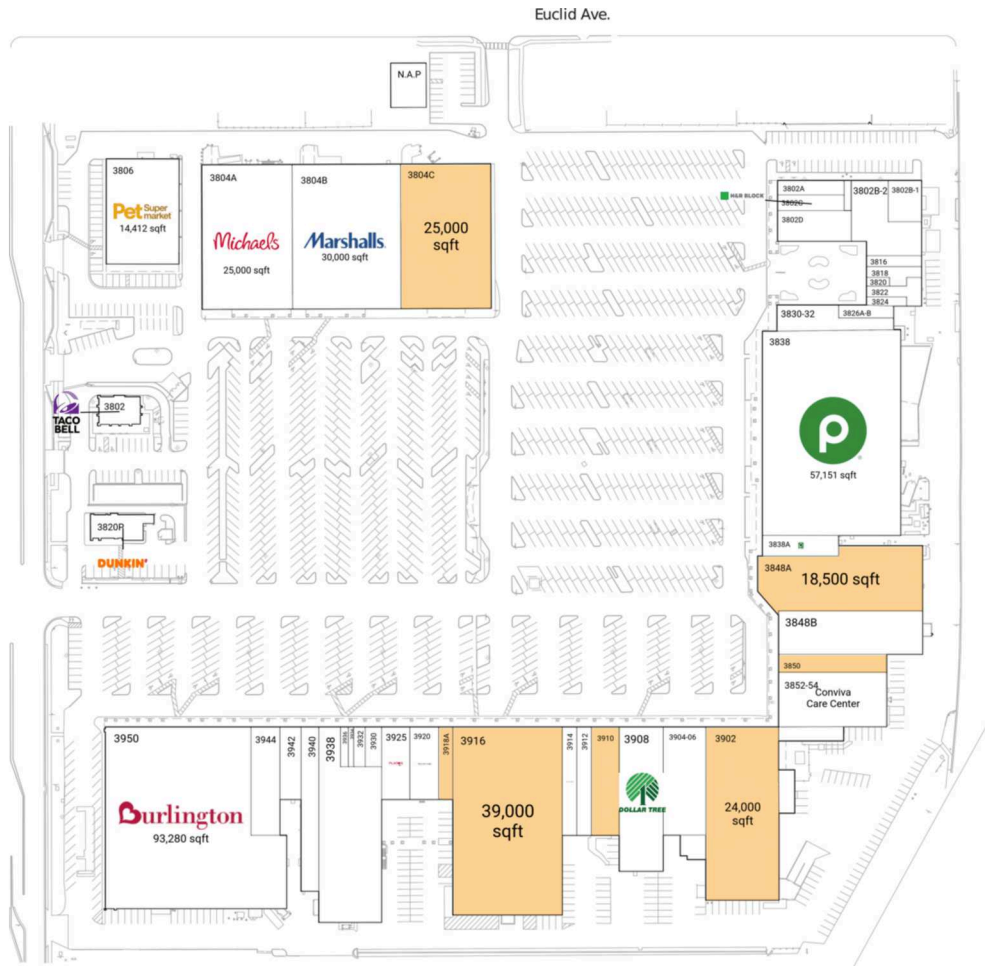 Euclid Ave.
N.A.P
3806
Pet Super
market
14,412 sqft
3804A
Michaels
25,000 sqft
3804B
Marshalls
30,000 sqft
3804C
25,000
sqft
3802A
H&R BLOCK
3802C
3802D
3802B-2
3802B-1
3816
3818
3820
3822
3824
3830-32
3826A-B
3838
P
57,151 sqft
TACO
BELL
3802
3820P
DUNKIN'
3838A
3848A
18,500 sqft
3848B
3850
3852-54
Conviva
Care Center
3950
Burlington
93,280 sqft
3944
3942
3940
3938
3936
3932
3930
3925
3920
3918A
3916
39,000
sqft
3914
3912
3910
3908
DOLLAR TREE
3904-06
3902
24,000
sqft